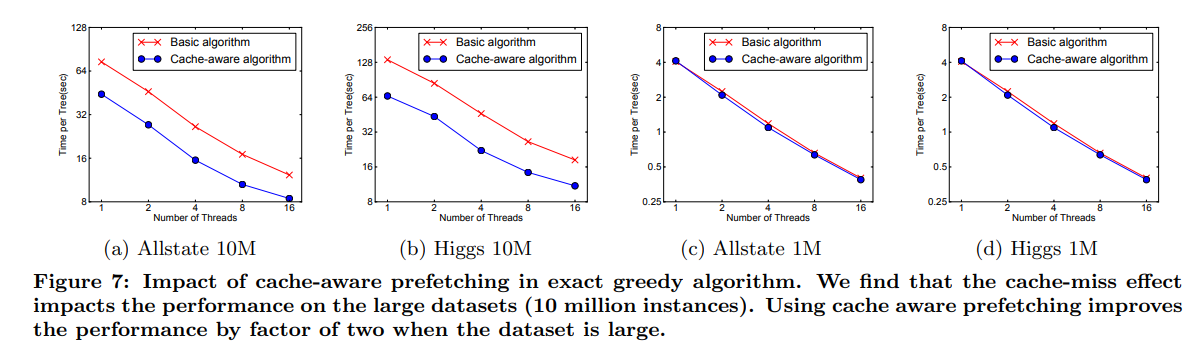 128
64
32
16
8
Time per Tree(sec)
Basic algorithm
Cache-aware algorithm
1 2 4 8 16
Number of Threads
(a) Allstate 10M
256
128
64
32
16
8
Time per Tree(sec)
Basic algorithm
Cache-aware algorithm
1 2 4 8 16
Number of Threads
(b) Higgs 10M
8
4
2
1
0.5
0.25
Time per Tree(sec)
Basic algorithm
Cache-aware algorithm
1 2 4 8 16
Number of Threads
(c) Allstate 1M
8
4
2
1
0.5
0.25
Time per Tree(sec)
Basic algorithm
Cache-aware algorithm
1 2 4 8 16
Number of Threads
(d) Higgs 1M
Figure 7: Impact of cache-aware prefetching in exact greedy algorithm. We find that the cache-miss effect
impacts the performance on the large datasets (10 million instances). Using cache aware prefetching improves
the performance by factor of two when the dataset is large.